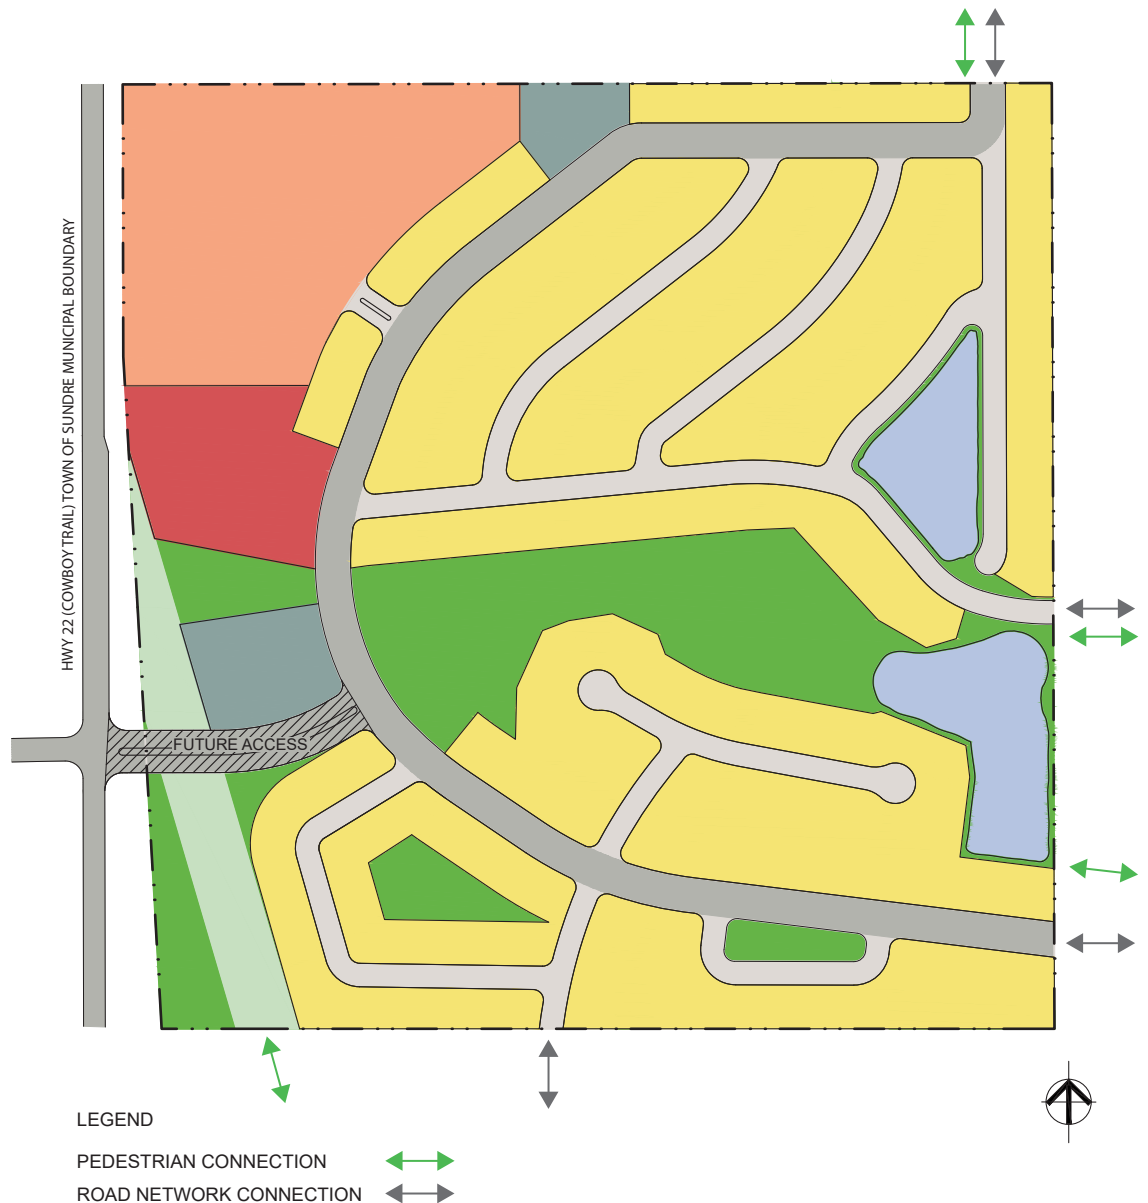 HWY 22 (COWBOY TRAIL) TOWN OF SUNDRE MUNICIPAL BOUNDARY
FUTURE ACCESS
LEGEND
PEDESTRIAN CONNECTION
ROAD NETWORK CONNECTION